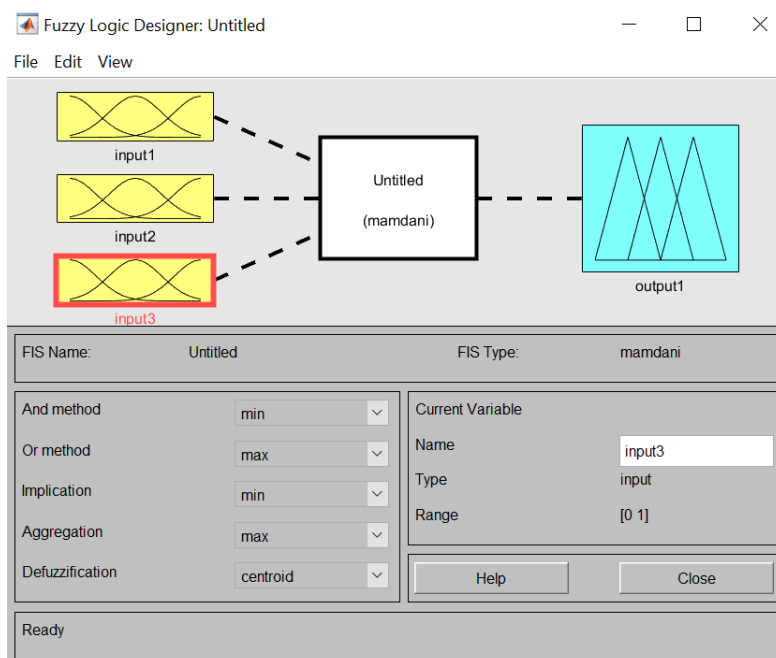 Fuzzy Logic Designer: Untitled
File Edit View
input1
input2
input3
Untitled
(mamdani)
output1
FIS Name: Untitled FIS Type: mamdani
And method min
Or method max
Implication min
Aggregation max
Defuzzification centroid
Current Variable
Name input3
Type input
Range [0 1]
Help Close
Ready